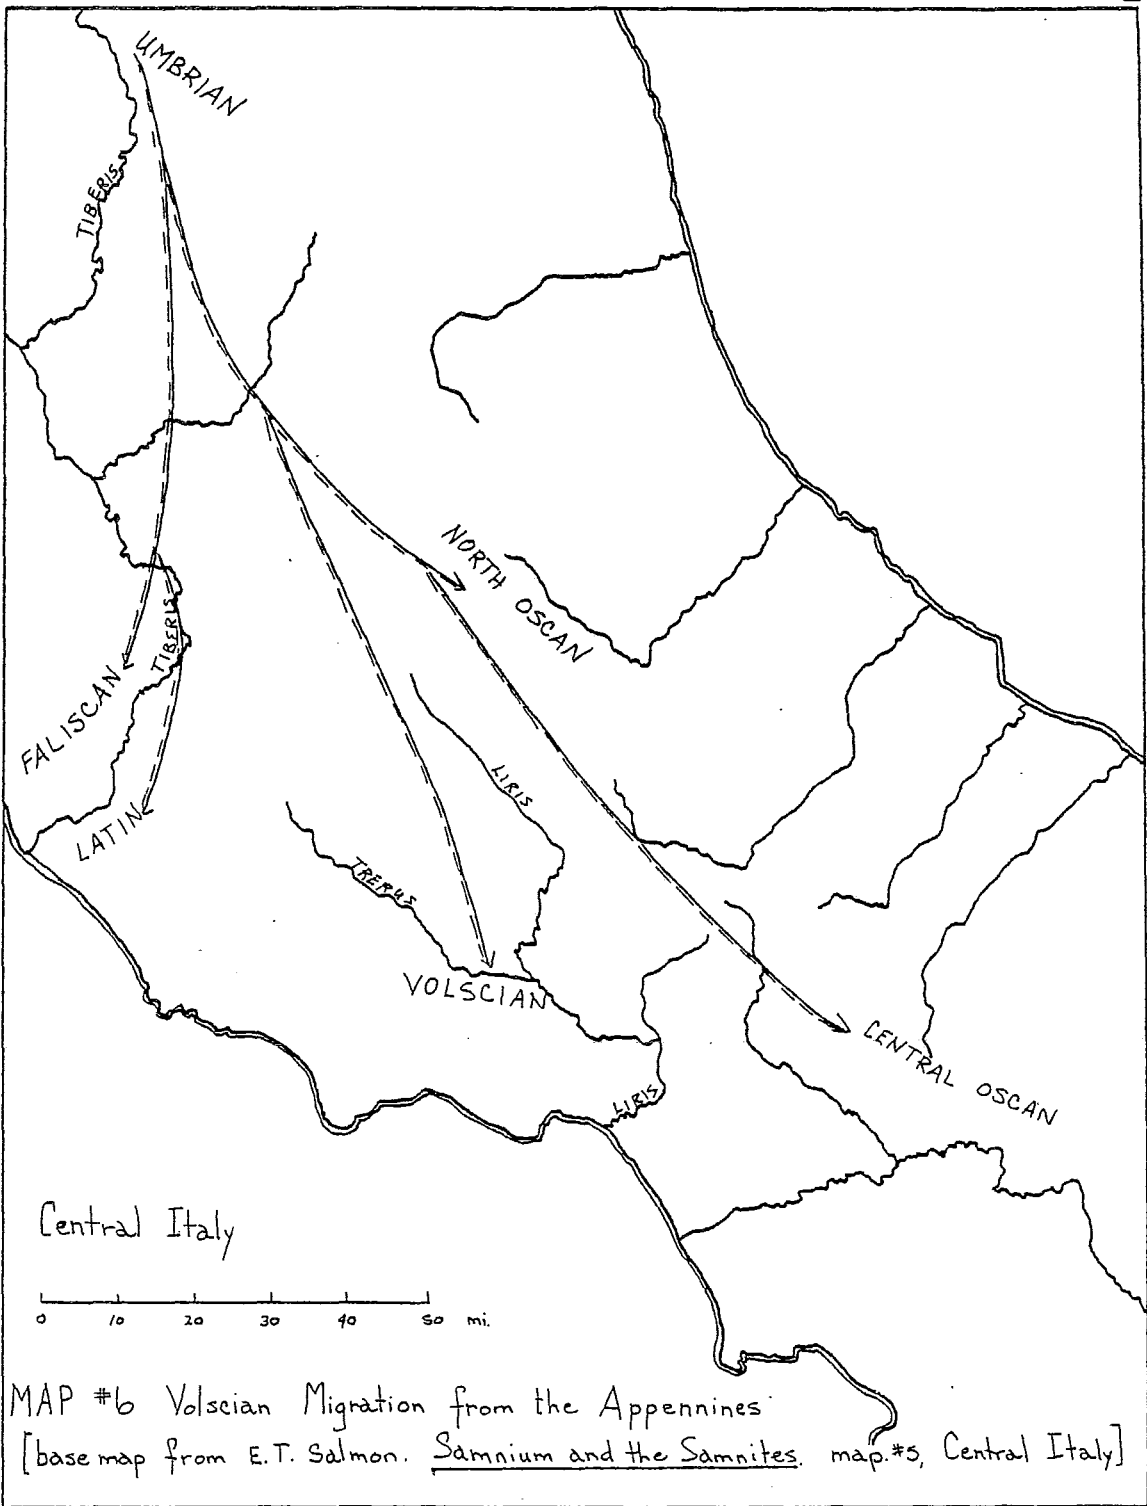 UMBRIAN
TIBERIS
NORTH OSCAN
TIBERIS
FALISCAN
LATIN
LIRIS
TRERUS
VOLSCIAN
CENTRAL OSCAN
LIRIS
Central Italy
0 10 20 30 40 50 mi.
MAP #6 Volscian Migration from the Appennines
[base map from E.T. Salmon. Samnium and the Samnites. map.#5, Central Italy]